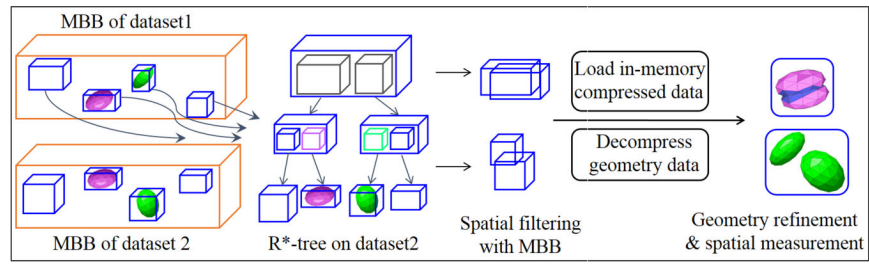 MBB of dataset1
MBB of dataset 2
R*-tree on dataset2
Spatial filtering
with MBB
Load in-memory
compressed data
Decompress
geometry data
Geometry refinement
& spatial measurement